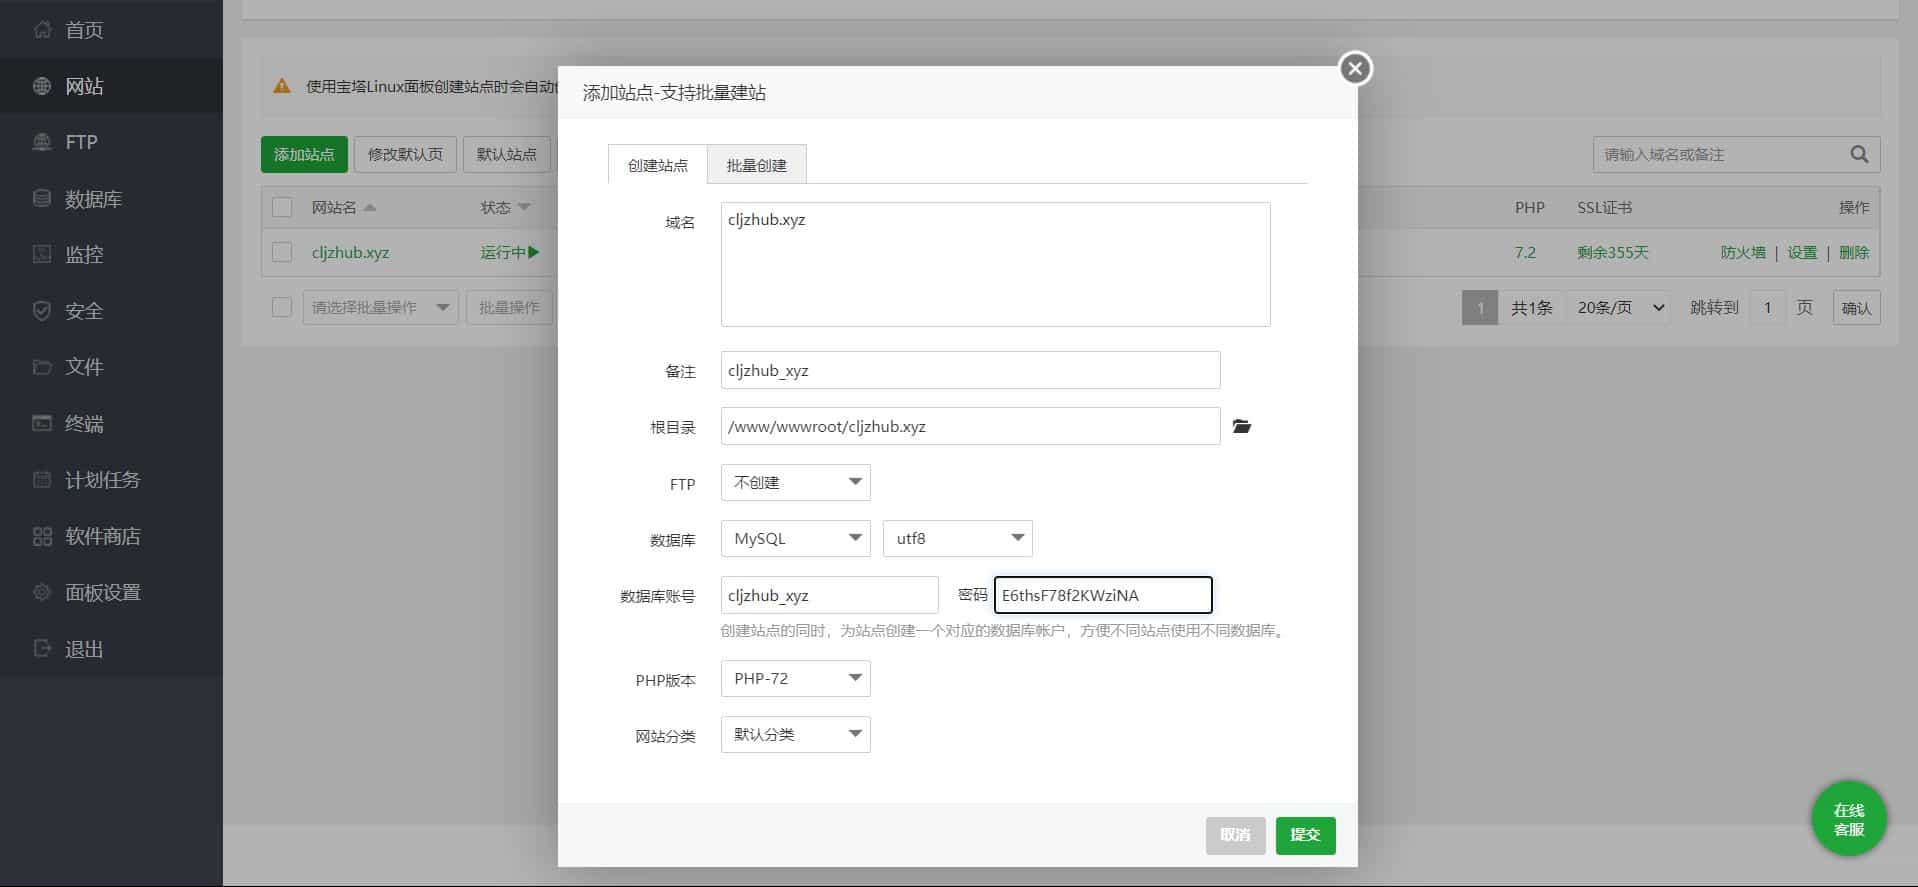 首页
网站
FTP
数据库
监控
安全
文件
终端
计划任务
软件商店
面板设置
退出
使用宝塔Linux面板创建站点时会自动
添加站点 修改默认页 默认站点
请输入域名或备注
网站名 状态 PHP SSL证书 操作
cljzhub.xyz 运行中 7.2 剩余355天 防火墙 | 设置 | 删除
请选择批量操作 批量操作 1 共1条 20条/页 跳转到 1 页 确认
添加站点-支持批量建站
创建站点 批量创建
域名 cljzhub.xyz
备注 cljzhub_xyz
根目录 /www/wwwroot/cljzhub.xyz
FTP 不创建
数据库 MySQL utf8
数据库账号 cljzhub_xyz 密码 E6thsF78f2KWziNA
创建站点的同时，为站点创建一个对应的数据库帐户，方便不同站点使用不同数据库。
PHP版本 PHP-72
网站分类 默认分类
取消 提交
在线
客服